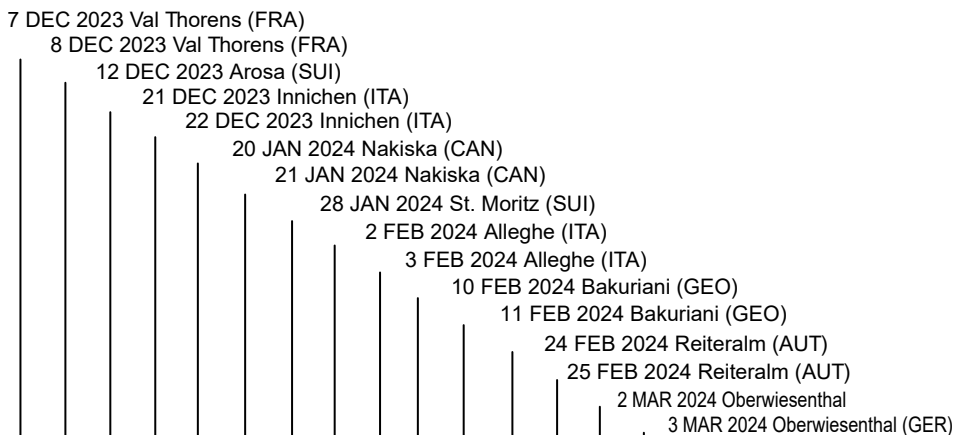 7 DEC 2023 Val Thorens (FRA)
8 DEC 2023 Val Thorens (FRA)
12 DEC 2023 Arosa (SUI)
21 DEC 2023 Innichen (ITA)
22 DEC 2023 Innichen (ITA)
20 JAN 2024 Nakiska (CAN)
21 JAN 2024 Nakiska (CAN)
28 JAN 2024 St. Moritz (SUI)
2 FEB 2024 Alleghe (ITA)
3 FEB 2024 Alleghe (ITA)
10 FEB 2024 Bakuriani (GEO)
11 FEB 2024 Bakuriani (GEO)
24 FEB 2024 Reiteralm (AUT)
25 FEB 2024 Reiteralm (AUT)
2 MAR 2024 Oberwiesenthal
3 MAR 2024 Oberwiesenthal (GER)